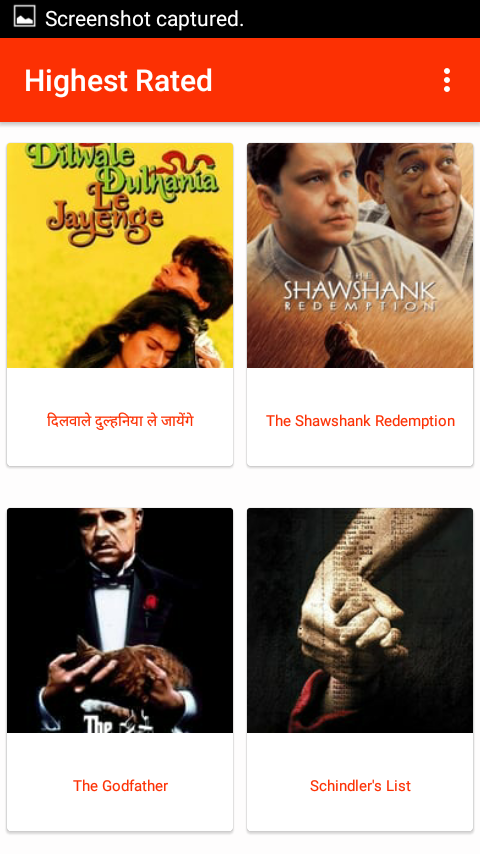 Screenshot captured.
Highest Rated
Dilwale
Dulhania
Le
Jayenge
THE
SHAWSHANK
REDEMPTION
दिलवाले दुल्हनिया ले जायेंगे
The Shawshank Redemption
The
The Godfather
Schindler's List